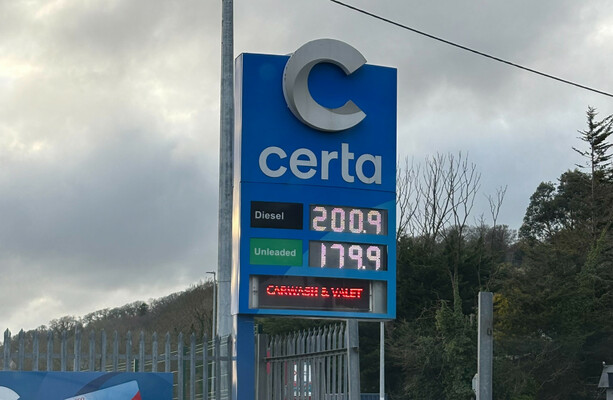 certa
Diesel 200.9
Unleaded 179.9
CARWASH & VALET